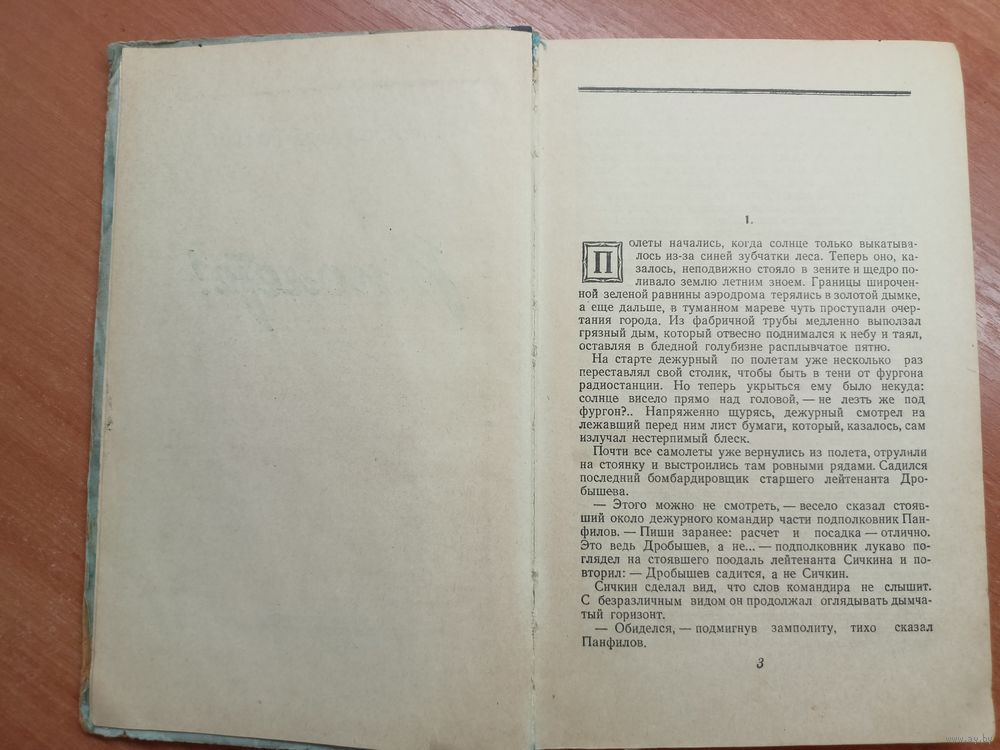 1.
Полеты начались, когда солнце только выкатыва-
лось из-за синей зубчатки леса. Теперь оно, ка-
залось, неподвижно стояло в зените и щедро по-
ливало землю летним зноем. Границы широчен-
ной зеленой равнины аэродрома терялись в золотой дымке,
а еще дальше, в туманном мареве чуть проступали очер-
тания города. Из фабричной трубы медленно выползал
грязный дым, который отвесно поднимался к небу и таял,
оставляя в бледной голубизне расплывчатое пятно.
На старте дежурный по полетам уже несколько раз
переставлял свой столик, чтобы быть в тени от фургона
радиостанции. Но теперь укрыться ему было некуда:
солнце висело прямо над головой, — не лезть же под
фургон?.. Напряженно щурясь, дежурный смотрел на
лежавший перед ним лист бумаги, который, казалось, сам
излучал нестерпимый блеск.
Почти все самолеты уже вернулись из полета, отрулили
на стоянку и выстроились там ровными рядами. Садился
последний бомбардировщик старшего лейтенанта Дро-
бышева.
— Этого можно не смотреть, — весело сказал стояв-
ший около дежурного командир части подполковник Пан-
филов. — Пиши заранее: расчет и посадка — отлично.
Это ведь Дробышев, а не... — подполковник лукаво по-
глядел на стоявшего поодаль лейтенанта Сичкина и по-
вторил: — Дробышев садится, а не Сичкин.
Сичкин сделал вид, что слов командира не слышит.
С безразличным видом он продолжал оглядывать дымча-
тый горизонт.
— Обиделся, — подмигнув замполиту, тихо сказал
Панфилов.
3
www.ay.by